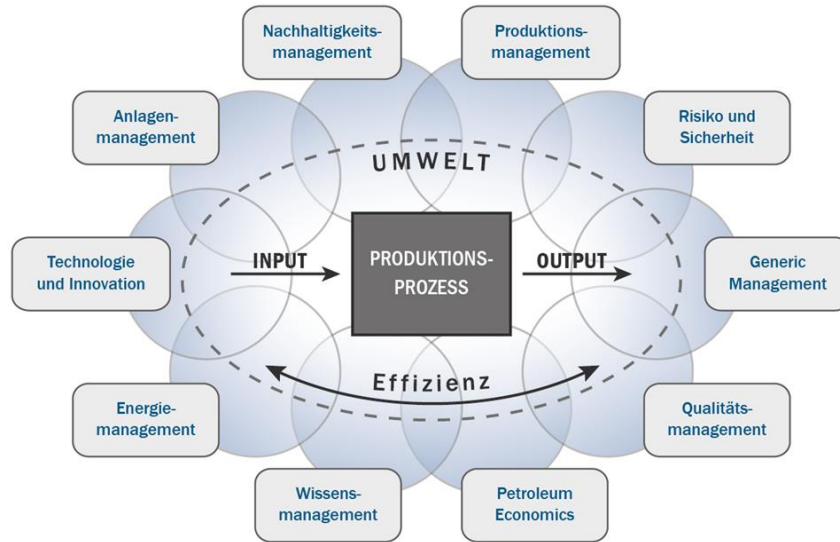 Nachhaltigkeits-
management
Produktions-
management
Anlagen-
management
Risiko und
Sicherheit
UMWELT
Technologie
und Innovation
INPUT
PRODUKTIONS-
PROZESS
OUTPUT
Generic
Management
Effizienz
Energie-
management
Qualitäts-
management
Wissens-
management
Petroleum
Economics